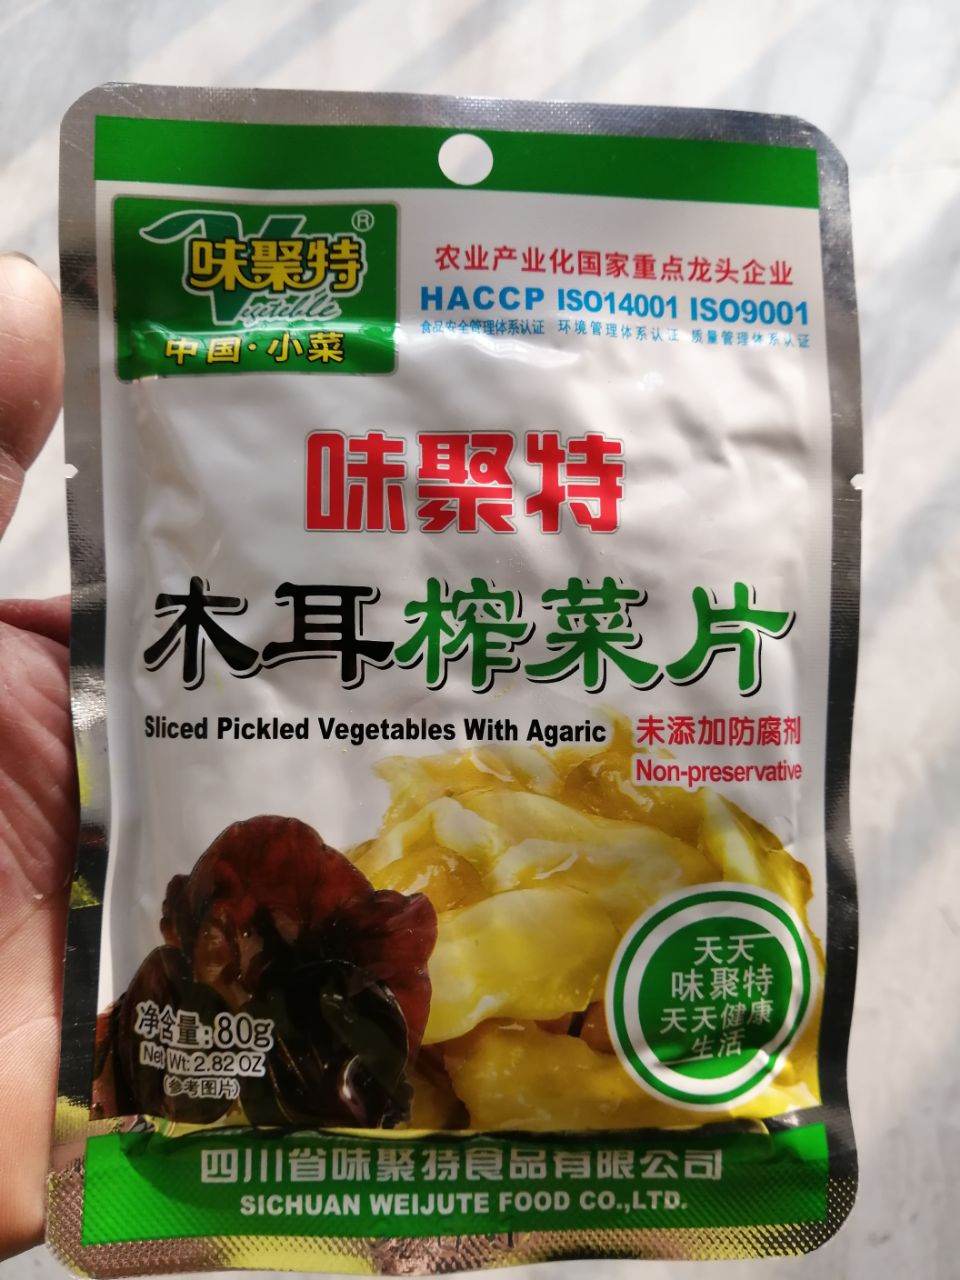 味聚特®
Vegetable
中国·小菜
农业产业化国家重点龙头企业
HACCP ISO14001 ISO9001
食品安全管理体系认证 环境管理体系认证 质量管理体系认证
味聚特
木耳榨菜片
Sliced Pickled Vegetables With Agaric
未添加防腐剂
Non-preservative
天天
味聚特
天天健康
生活
净含量:80g
Net Wt: 2.82 OZ
(参考图片)
四川省味聚特食品有限公司
SICHUAN WEIJUTE FOOD CO.,LTD.